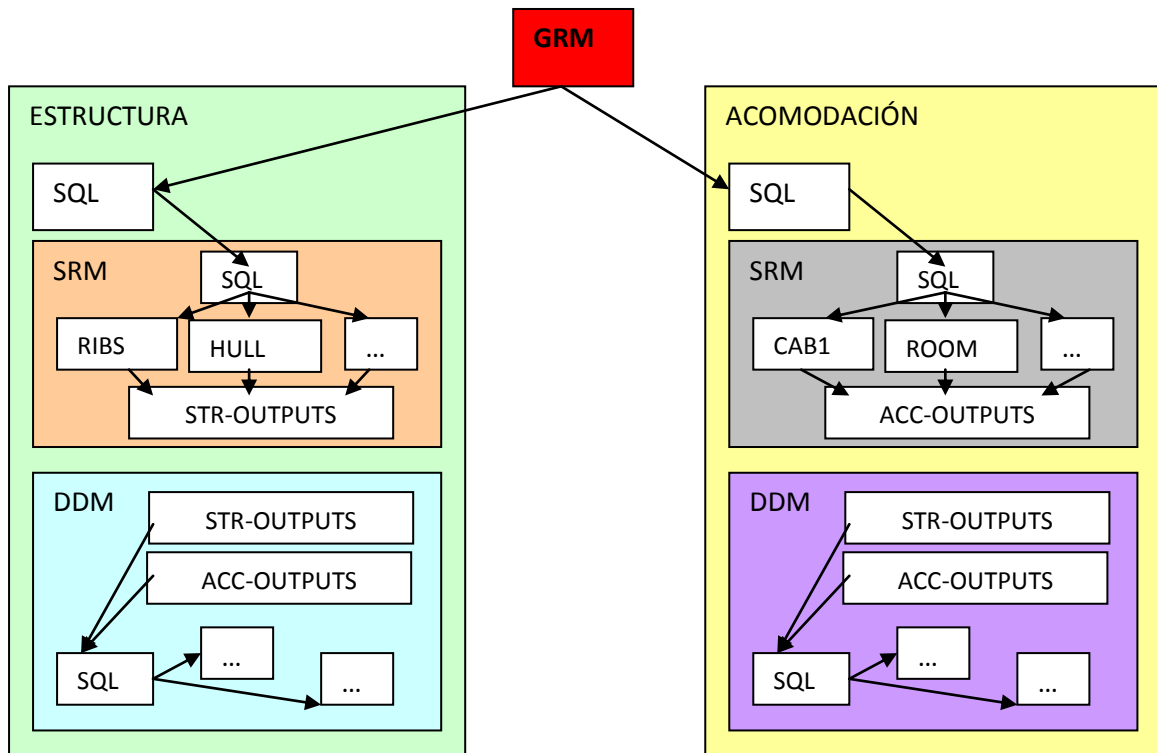 GRM
ESTRUCTURA
SQL
SRM
SQL
RIBS
HULL
...
STR-OUTPUTS
DDM
STR-OUTPUTS
ACC-OUTPUTS
SQL
...
...
ACOMODACIÓN
SQL
SRM
SQL
CAB1
ROOM
...
ACC-OUTPUTS
DDM
STR-OUTPUTS
ACC-OUTPUTS
SQL
...
...